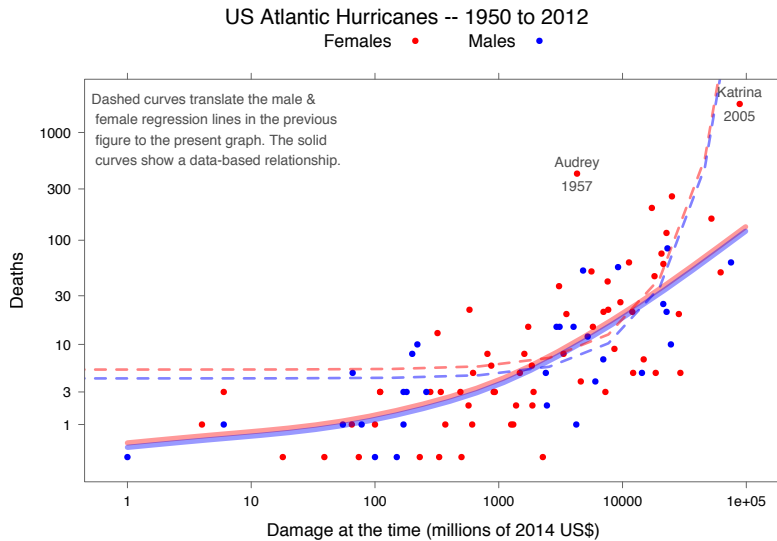 US Atlantic Hurricanes -- 1950 to 2012
Females Males
Dashed curves translate the male &
female regression lines in the previous
figure to the present graph. The solid
curves show a data-based relationship.
Katrina
2005
Audrey
1957
Deaths
1000
300
100
30
10
3
1
1 10 100 1000 10000 1e+05
Damage at the time (millions of 2014 US$)